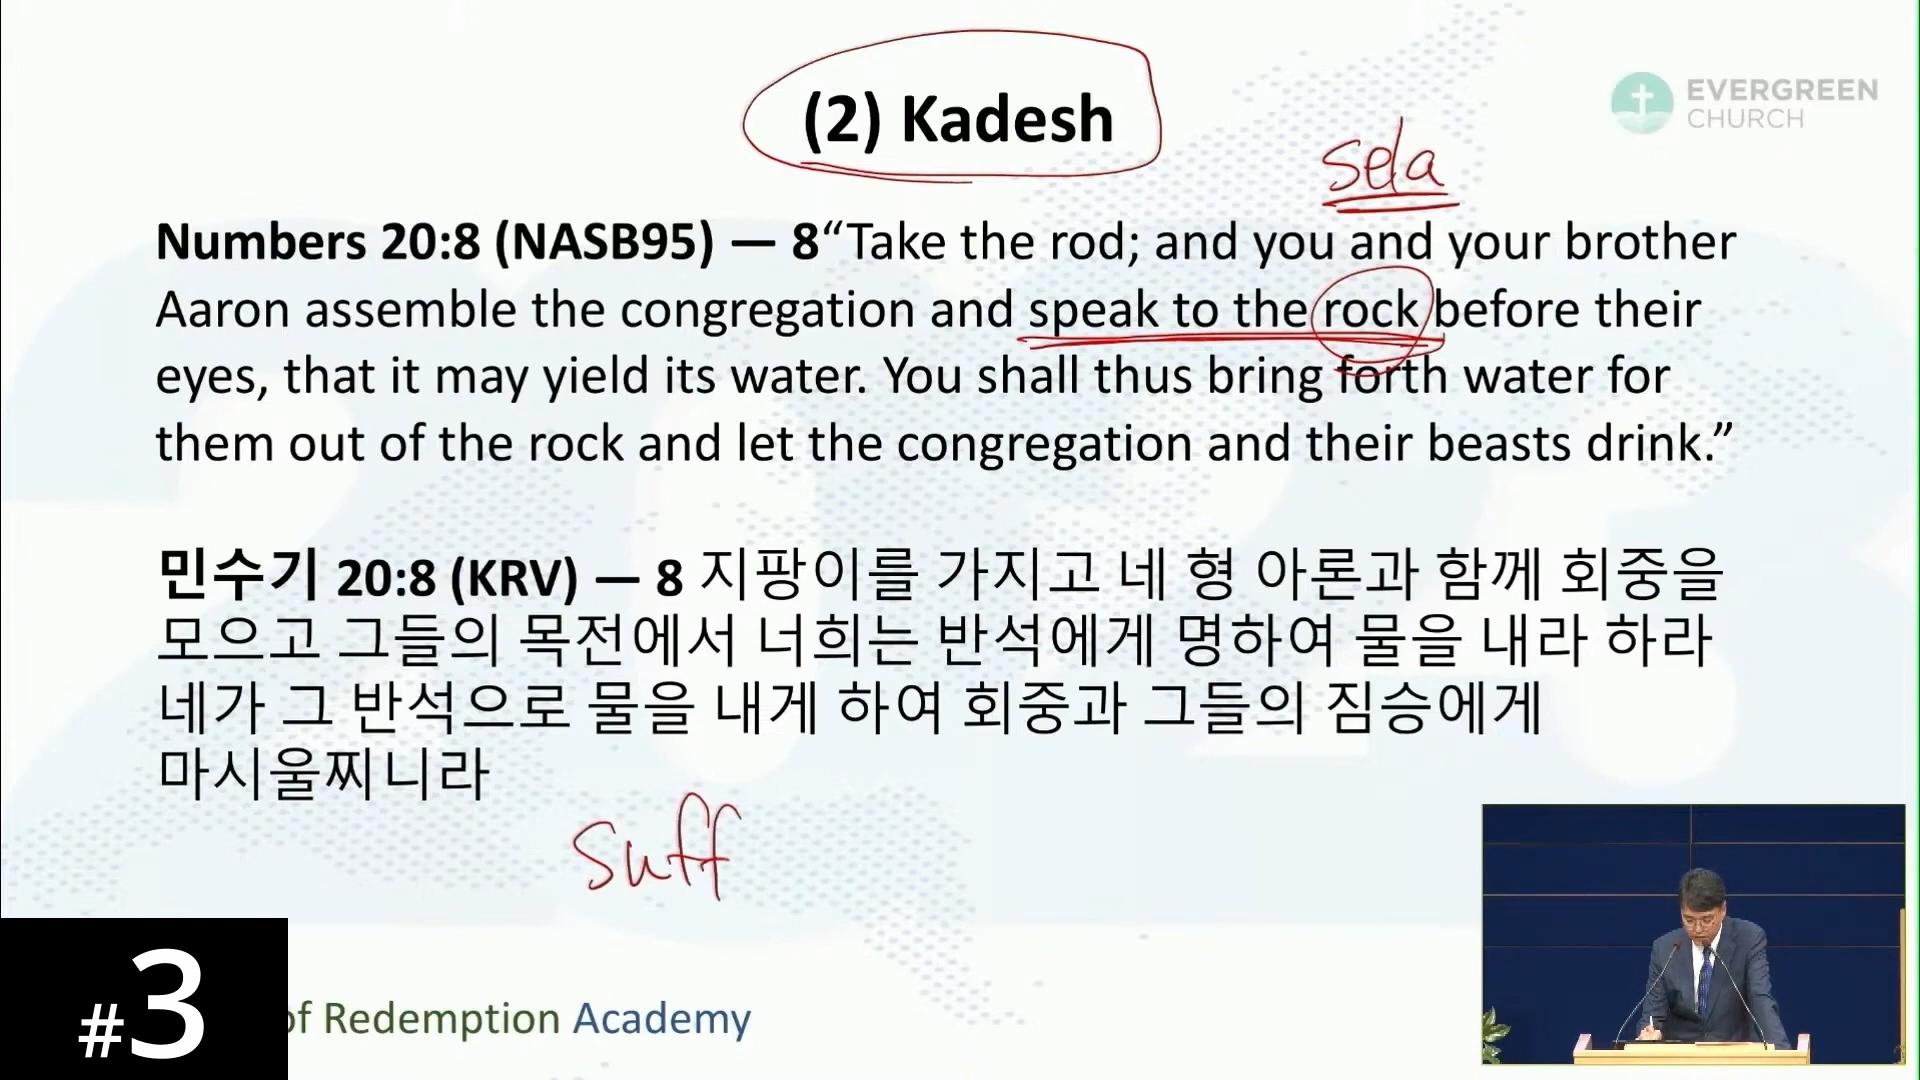 (2) Kadesh
EVERGREEN
CHURCH
sela
Numbers 20:8 (NASB95) — 8“Take the rod; and you and your brother
Aaron assemble the congregation and speak to the rock before their
eyes, that it may yield its water. You shall thus bring forth water for
them out of the rock and let the congregation and their beasts drink.”
민수기 20:8 (KRV) — 8 지팡이를 가지고 네 형 아론과 함께 회중을
모으고 그들의 목전에서 너희는 반석에게 명하여 물을 내라 하라
네가 그 반석으로 물을 내게 하여 회중과 그들의 짐승에게
마시울찌니라
suff
#3
of Redemption Academy